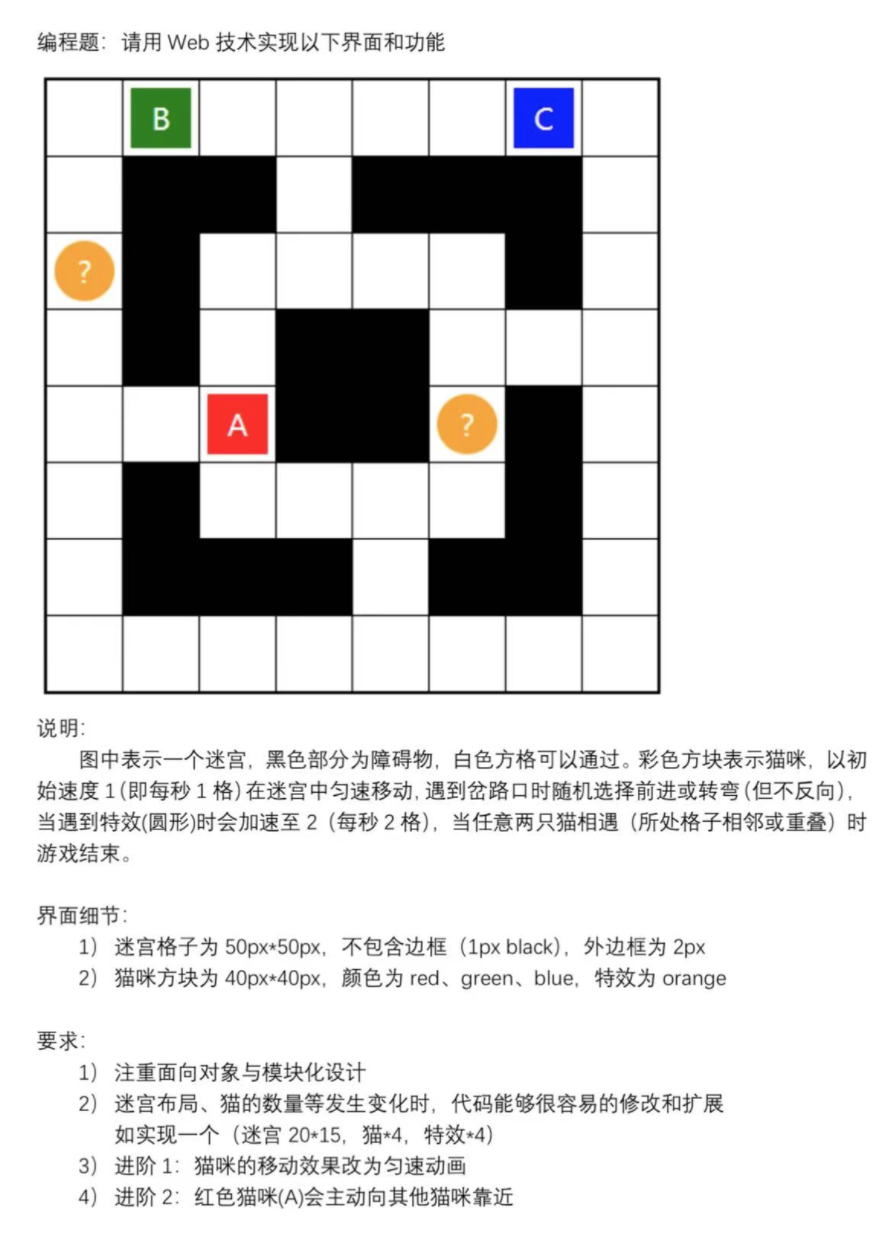 编程题：请用 Web 技术实现以下界面和功能
B
C
?
A
?
说明：
图中表示一个迷宫，黑色部分为障碍物，白色方格可以通过。彩色方块表示猫咪，以初
始速度 1（即每秒 1 格）在迷宫中匀速移动，遇到岔路口时随机选择前进或转弯（但不反向），
当遇到特效(圆形)时会加速至 2（每秒 2 格），当任意两只猫相遇（所处格子相邻或重叠）时
游戏结束。
界面细节：
1） 迷宫格子为 50px*50px，不包含边框（1px black），外边框为 2px
2） 猫咪方块为 40px*40px，颜色为 red、green、blue，特效为 orange
要求：
1） 注重面向对象与模块化设计
2） 迷宫布局、猫的数量等发生变化时，代码能够很容易的修改和扩展
如实现一个（迷宫 20*15，猫*4，特效*4）
3） 进阶 1：猫咪的移动效果改为匀速动画
4） 进阶 2：红色猫咪(A)会主动向其他猫咪靠近